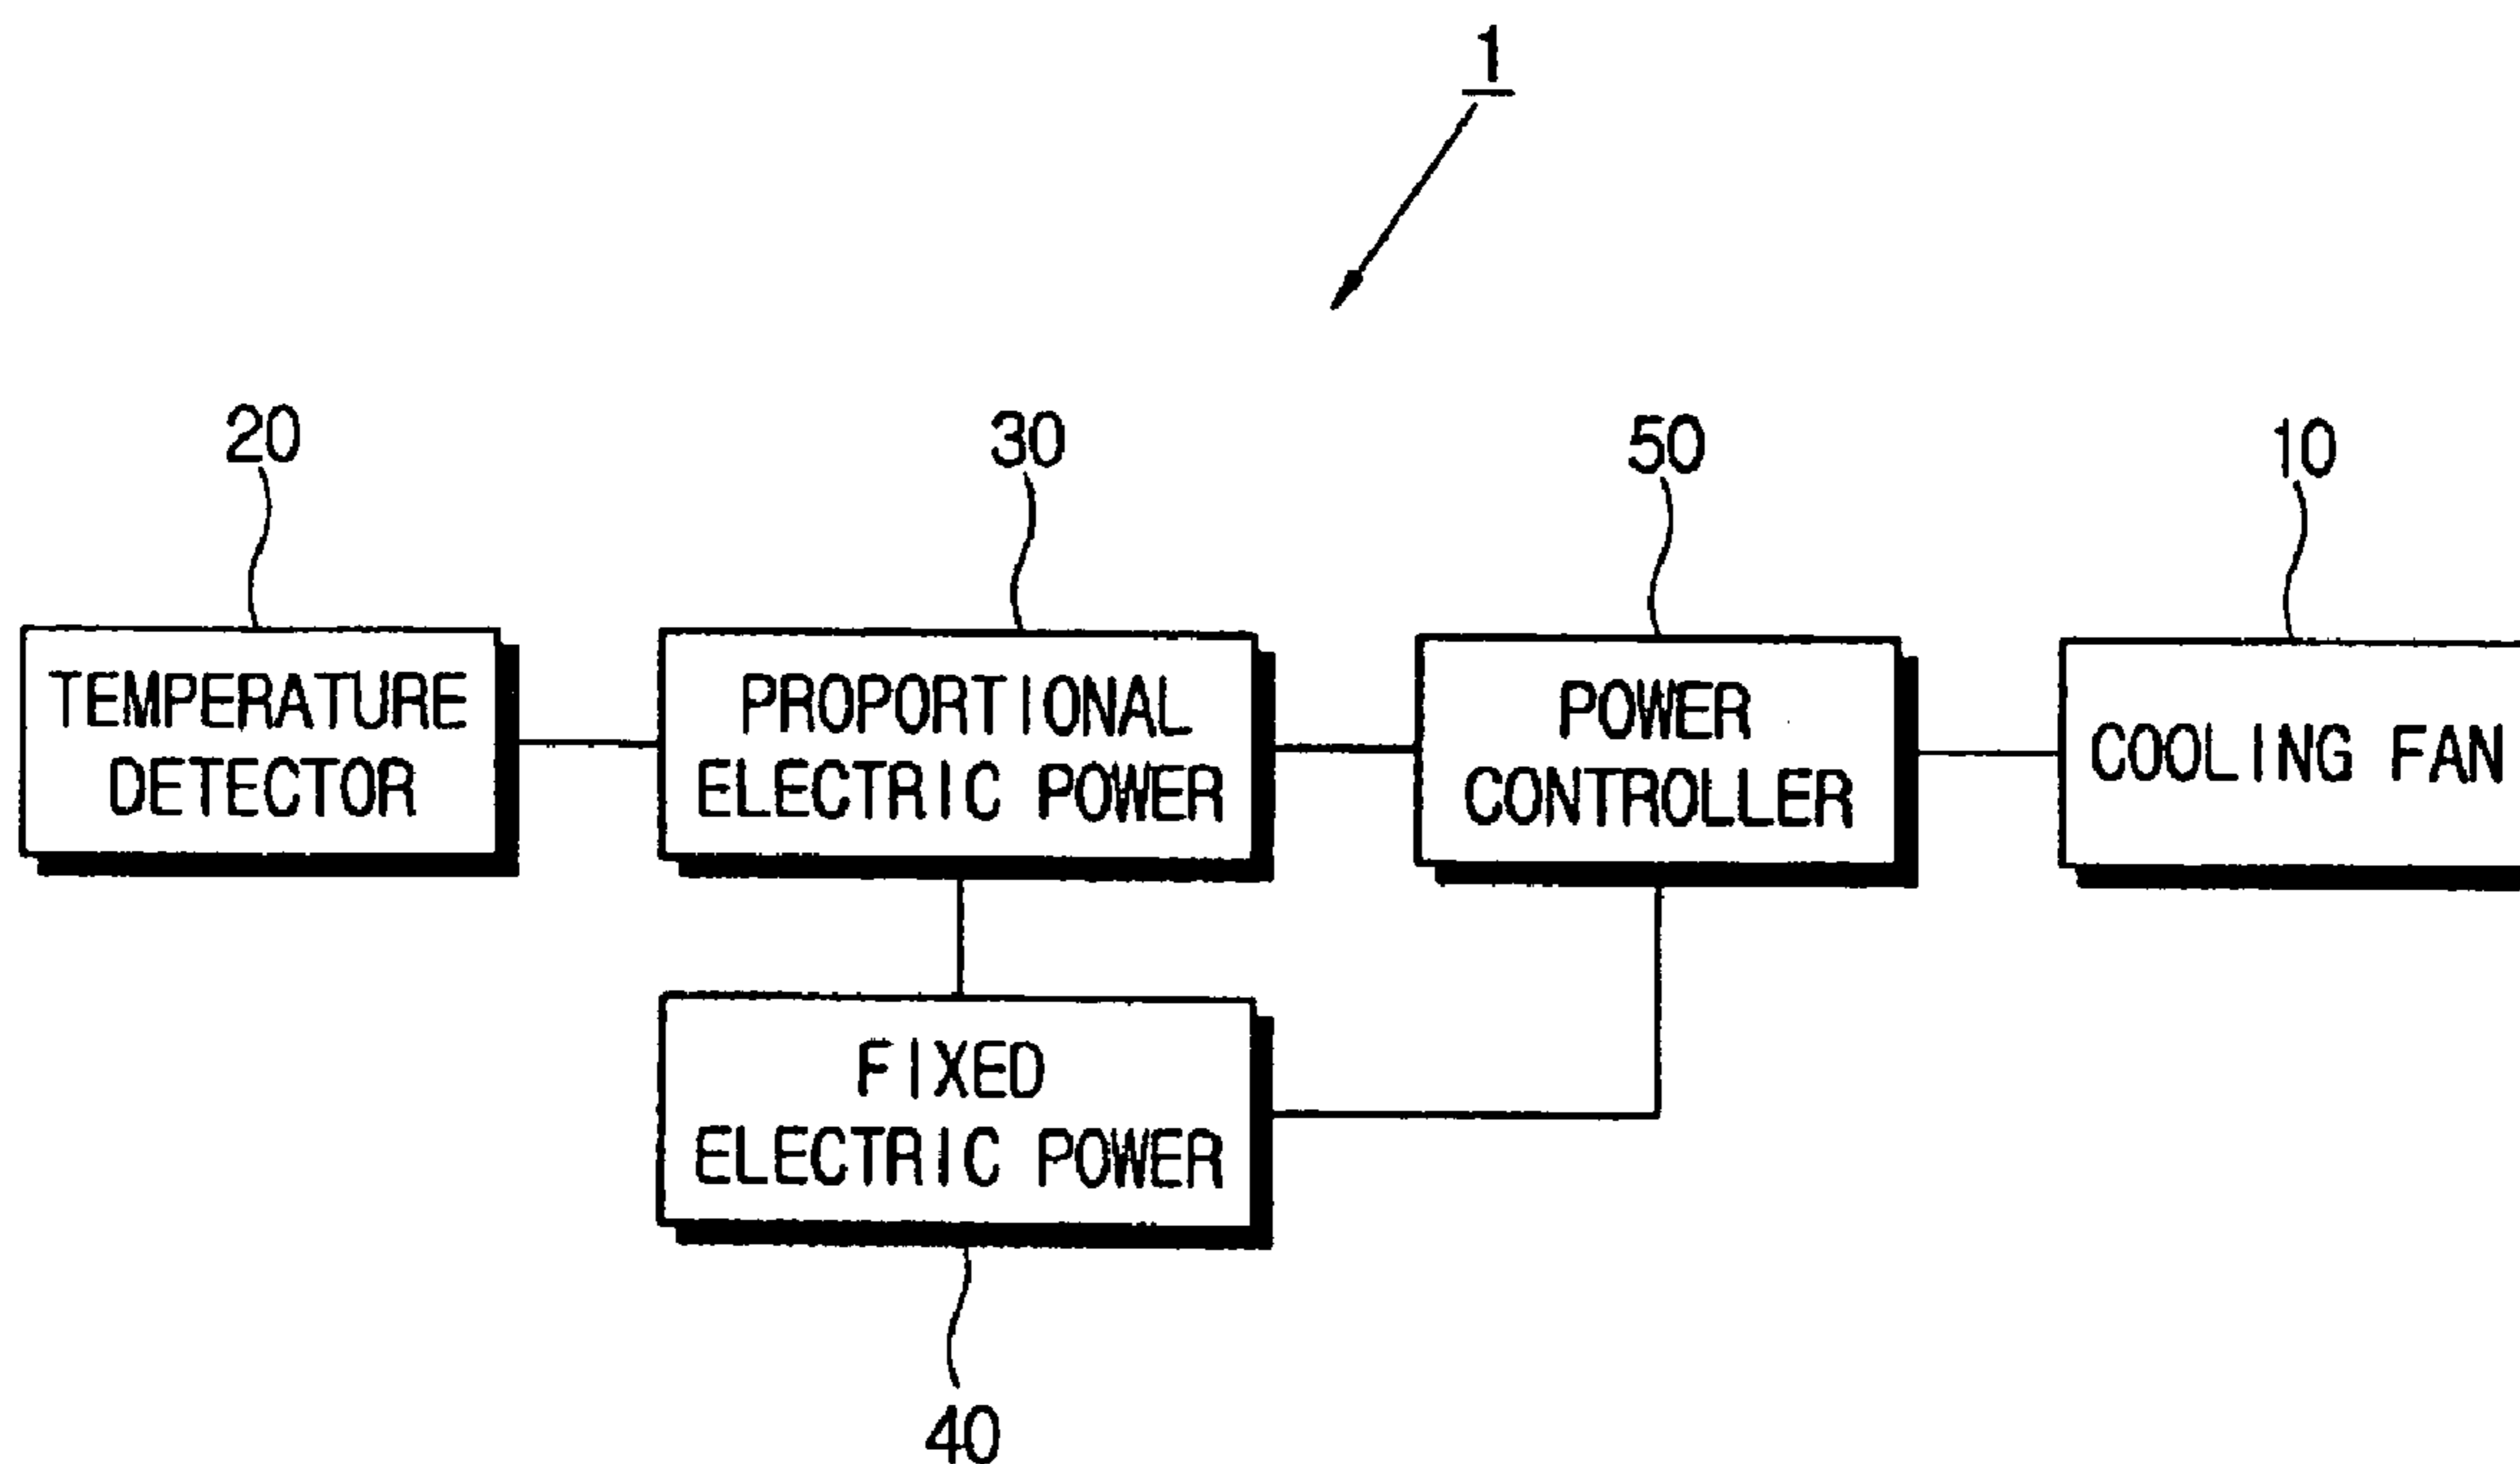 1
20
30
50
10
TEMPERATURE
DETECTOR
PROPORTIONAL
ELECTRIC POWER
POWER
CONTROLLER
COOLING FAN
FIXED
ELECTRIC POWER
40